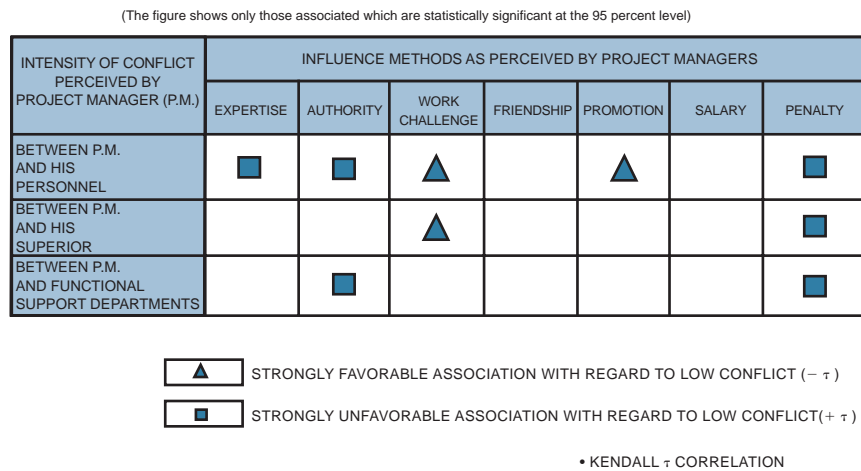 (The figure shows only those associated which are statistically significant at the 95 percent level)
INTENSITY OF CONFLICT
PERCEIVED BY
PROJECT MANAGER (P.M.)
INFLUENCE METHODS AS PERCEIVED BY PROJECT MANAGERS
EXPERTISE
AUTHORITY
WORK
CHALLENGE
FRIENDSHIP
PROMOTION
SALARY
PENALTY
BETWEEN P.M.
AND HIS
PERSONNEL
BETWEEN P.M.
AND HIS
SUPERIOR
BETWEEN P.M.
AND FUNCTIONAL
SUPPORT DEPARTMENTS
STRONGLY FAVORABLE ASSOCIATION WITH REGARD TO LOW CONFLICT (− τ )
STRONGLY UNFAVORABLE ASSOCIATION WITH REGARD TO LOW CONFLICT(+ τ )
• KENDALL τ CORRELATION